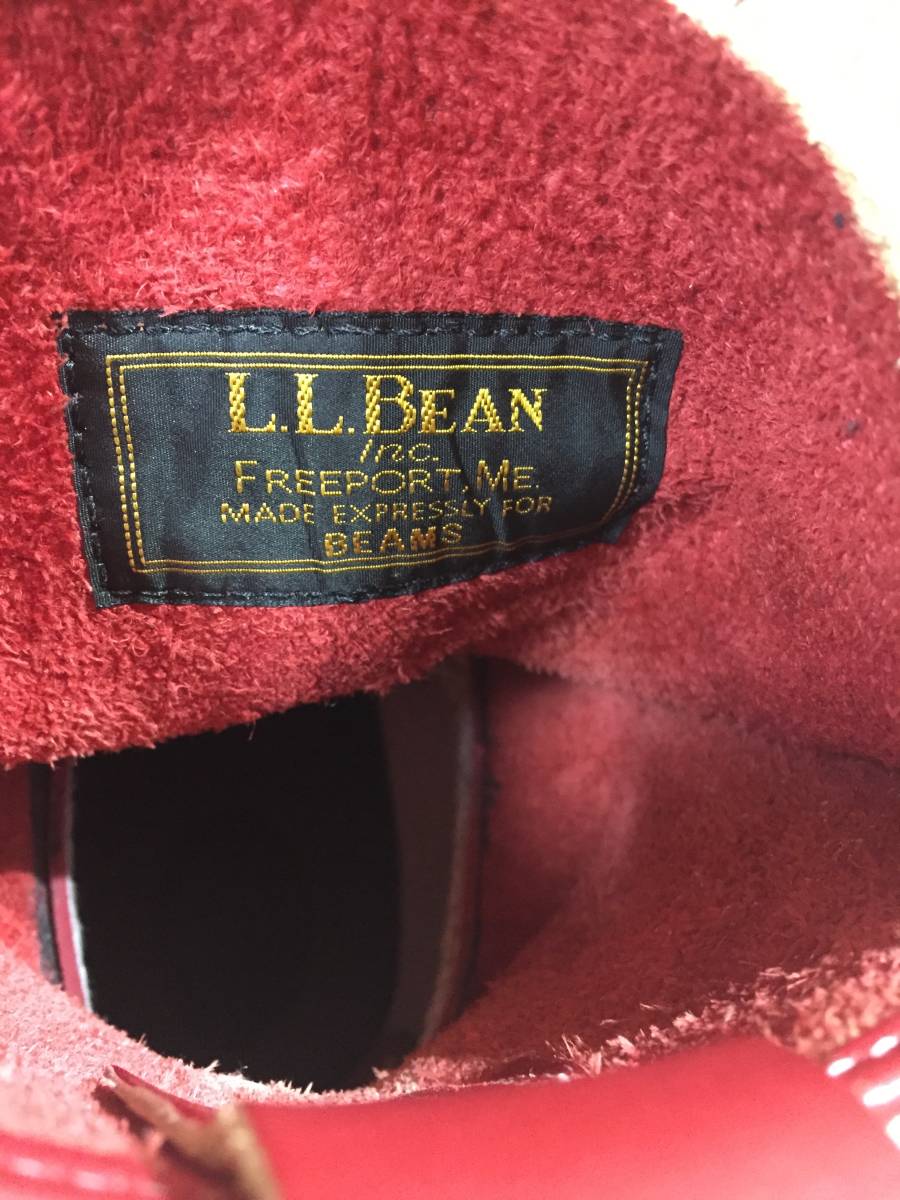 L.L.BEAN
Inc.
FREEPORT, ME.
MADE EXPRESSLY FOR
BEAMS